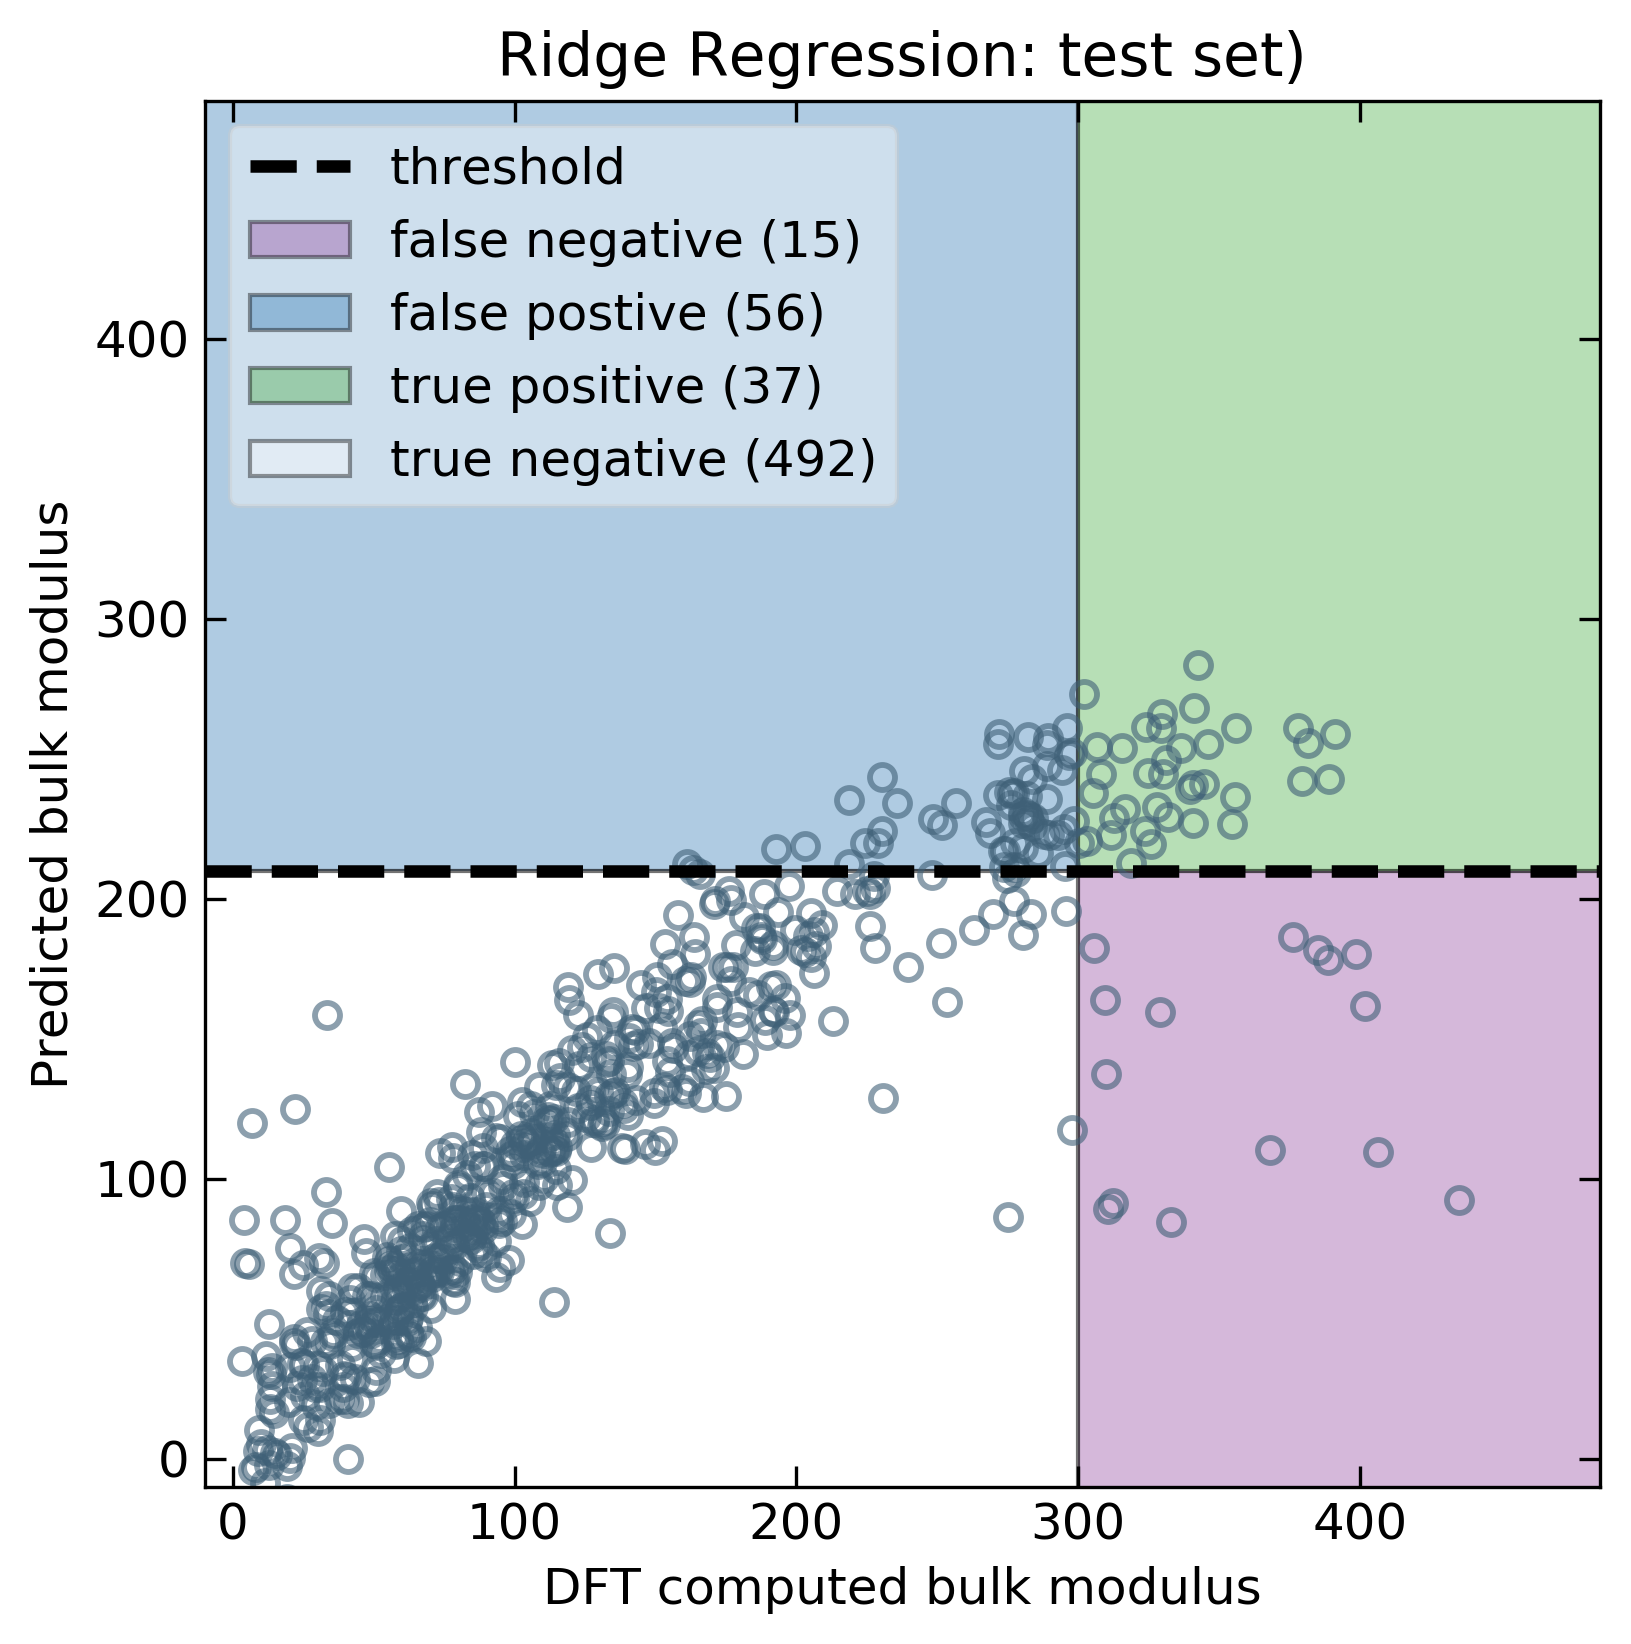 Ridge Regression: test set)
threshold
false negative (15)
false postive (56)
true positive (37)
true negative (492)
Predicted bulk modulus
400
300
200
100
0
0 100 200 300 400
DFT computed bulk modulus